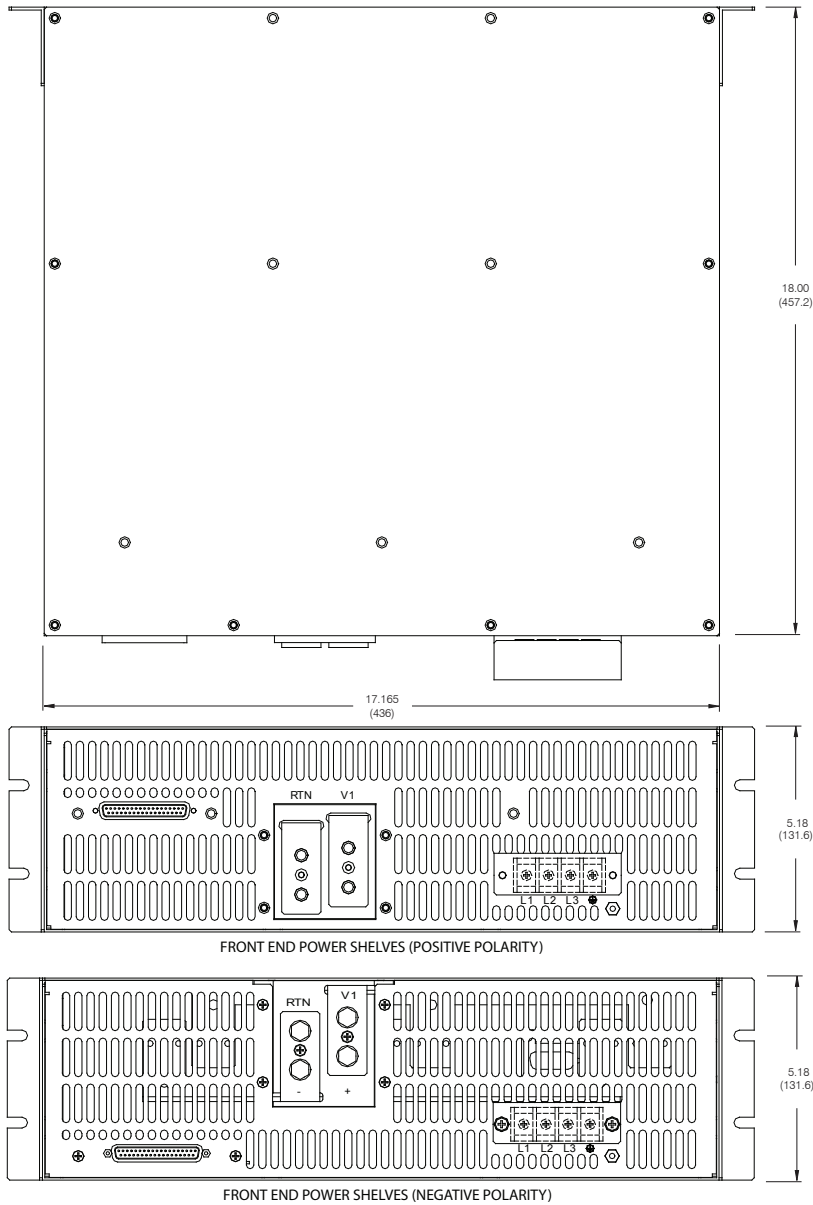 18.00
(457.2)
17.165
(436)
RTN V1
5.18
(131.6)
L1 L2 L3
FRONT END POWER SHELVES (POSITIVE POLARITY)
RTN V1
- +
5.18
(131.6)
L1 L2 L3
FRONT END POWER SHELVES (NEGATIVE POLARITY)